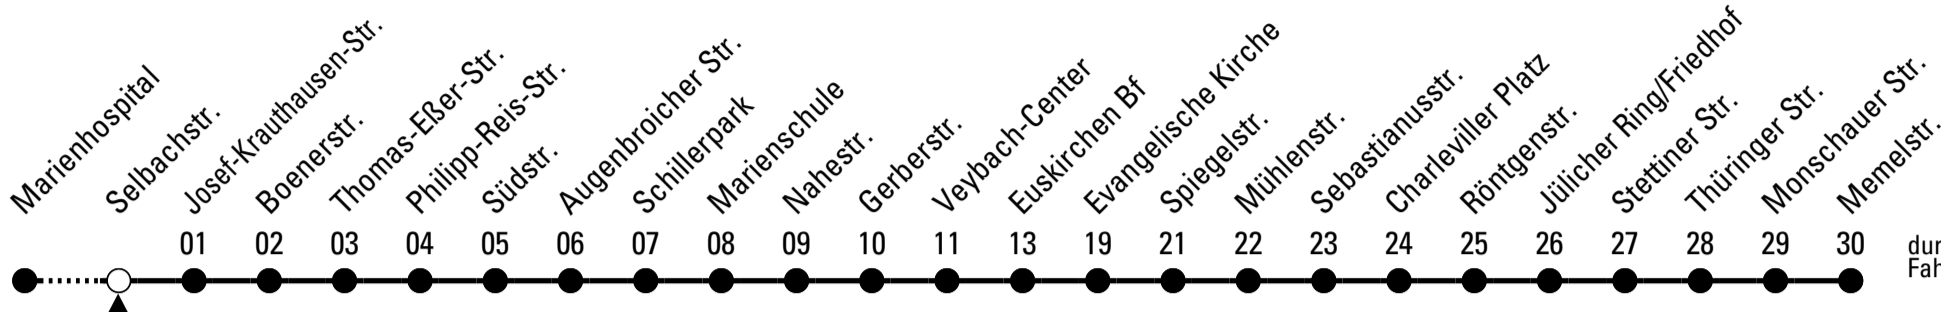 Marienhospital
Selbachstr.
Josef-Krauthausen-Str.
Boenerstr.
Thomas-Eßer-Str.
Philipp-Reis-Str.
Südstr.
Augenbroicher Str.
Schillerpark
Marienschule
Nahestr.
Gerberstr.
Veybach-Center
Euskirchen Bf
Evangelische Kirche
Spiegelstr.
Mühlenstr.
Sebastianusstr.
Charleviller Platz
Röntgenstr.
Jülicher Ring/Friedhof
Stettiner Str.
Thüringer Str.
Monschauer Str.
Memelstr.
01 02 03 04 05 06 07 08 09 10 11 13 19 21 22 23 24 25 26 27 28 29 30